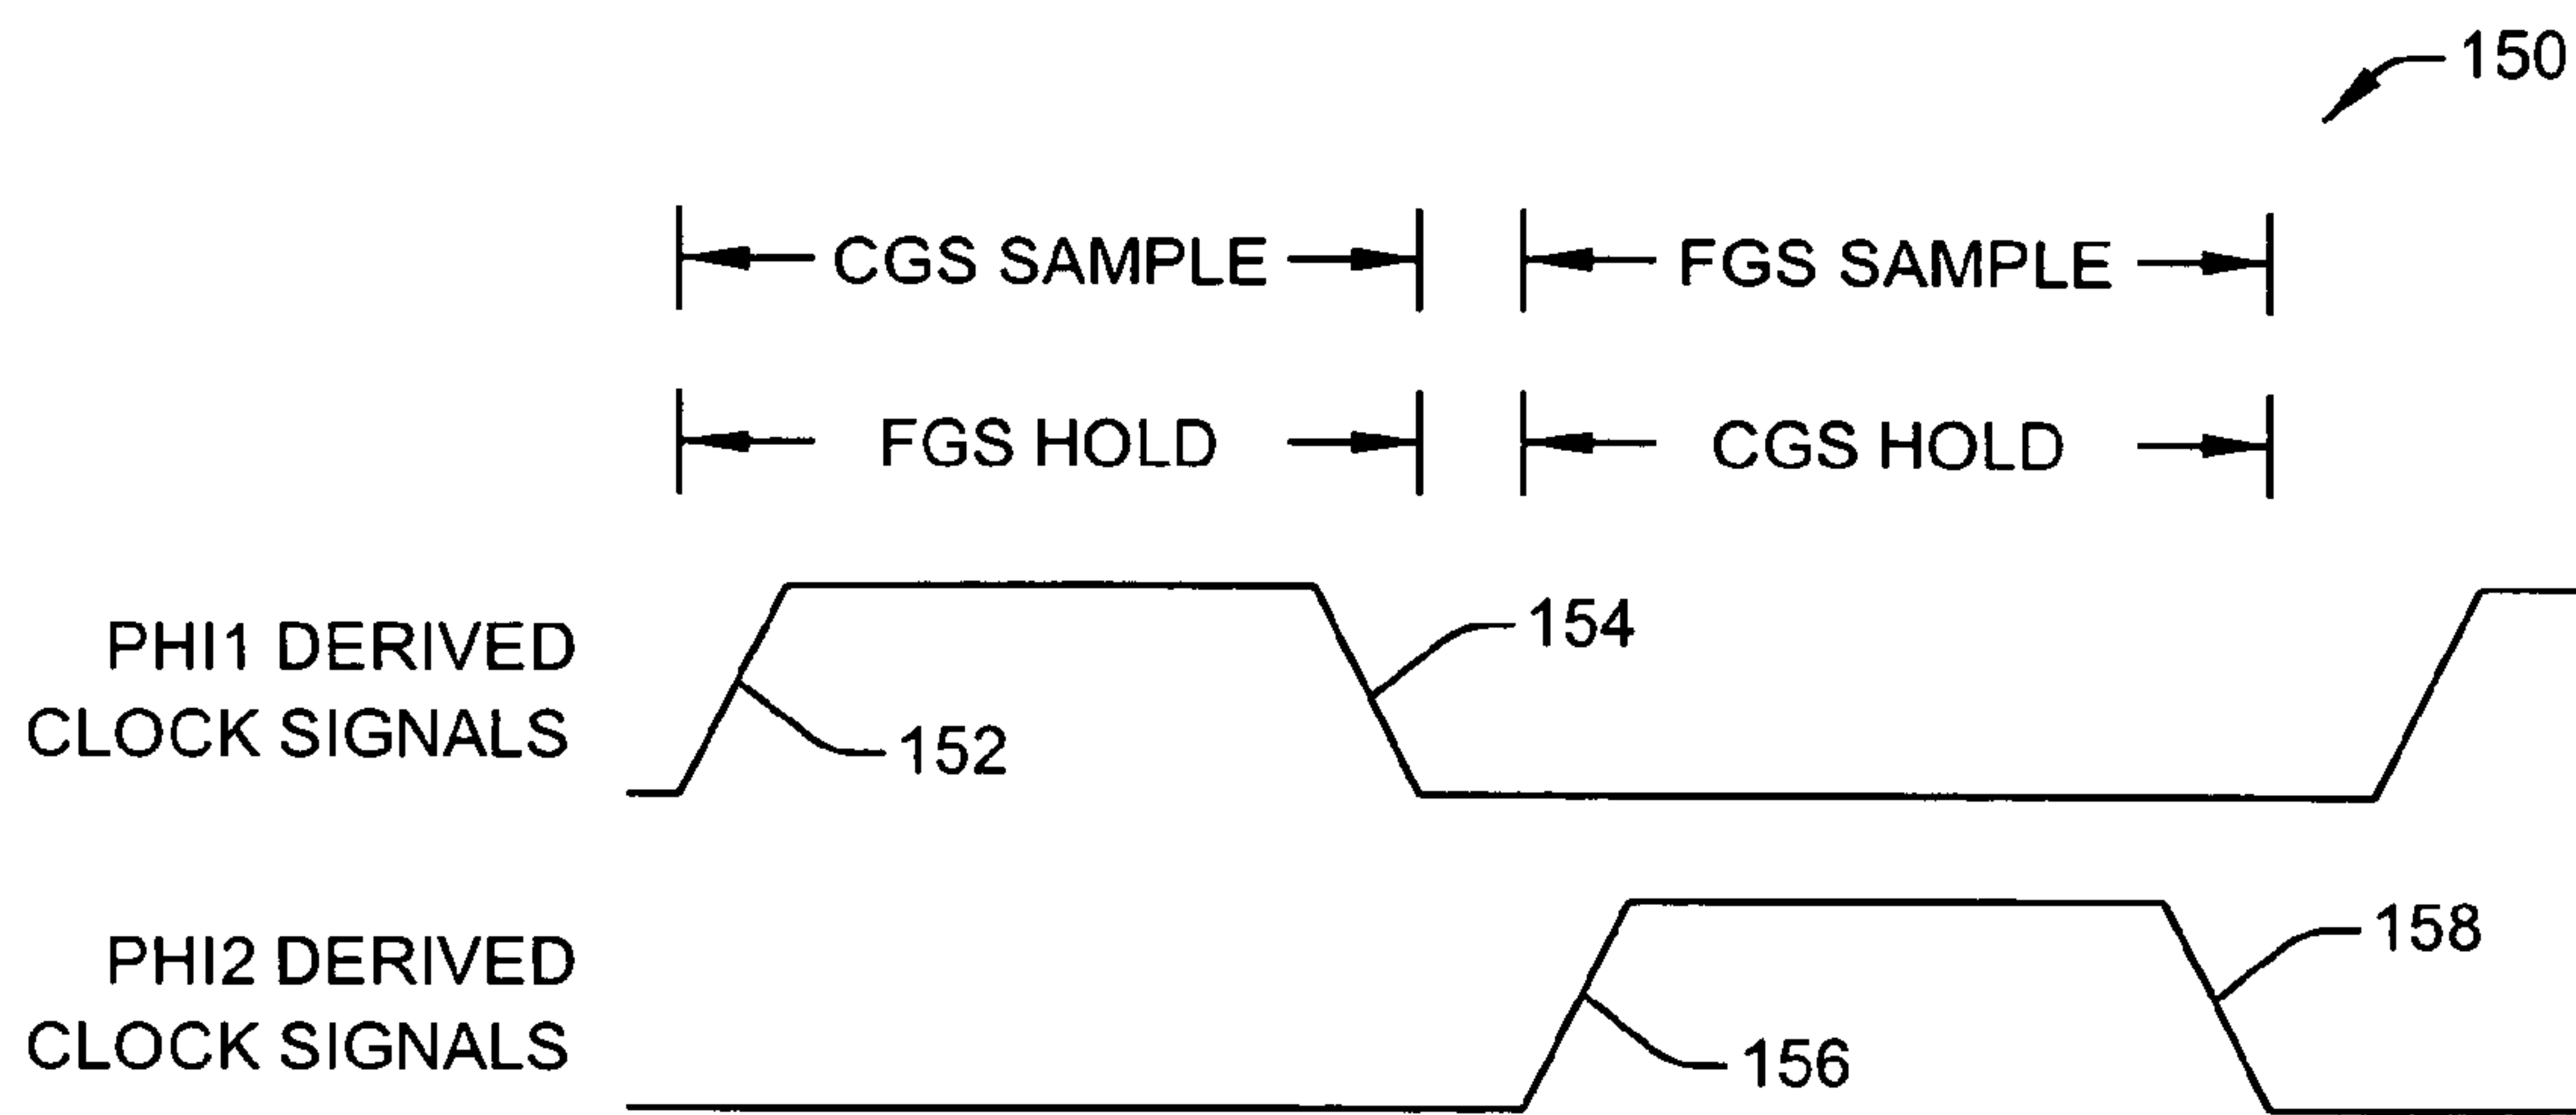 150
CGS SAMPLE
FGS SAMPLE
FGS HOLD
CGS HOLD
PHI1 DERIVED
CLOCK SIGNALS
152
154
PHI2 DERIVED
CLOCK SIGNALS
156
158